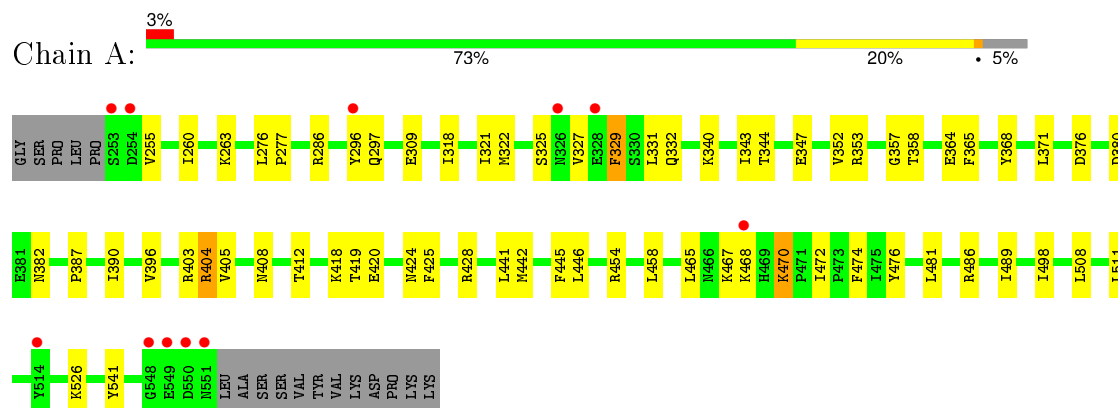 3%
Chain A:
73% 20% • 5%
GLY SER PRO LEU PRO S253 D254 V255 I260 K263 L276 P277 R286 Y296 Q297 E309 I318 I321 M322 S325 N326 V327 E328 F329 S330 L331 Q332 K340 I343 T344 E347 V352 R353 G357 T358 E364 F365 Y368 L371 D376
E381 N382 P387 I390 V396 R403 R404 V405 N408 T412 K418 T419 E420 N424 F425 R428 L441 M442 F445 L446 R454 L458 L465 N466 K467 K468 H469 K470 P471 I472 P473 F474 I475 Y476 L481 R486 I489 I498 L508
Y514 K526 Y541 G548 E549 D550 N551 LEU ALA SER SER VAL TYR VAL LYS ASP PRO LYS LYS